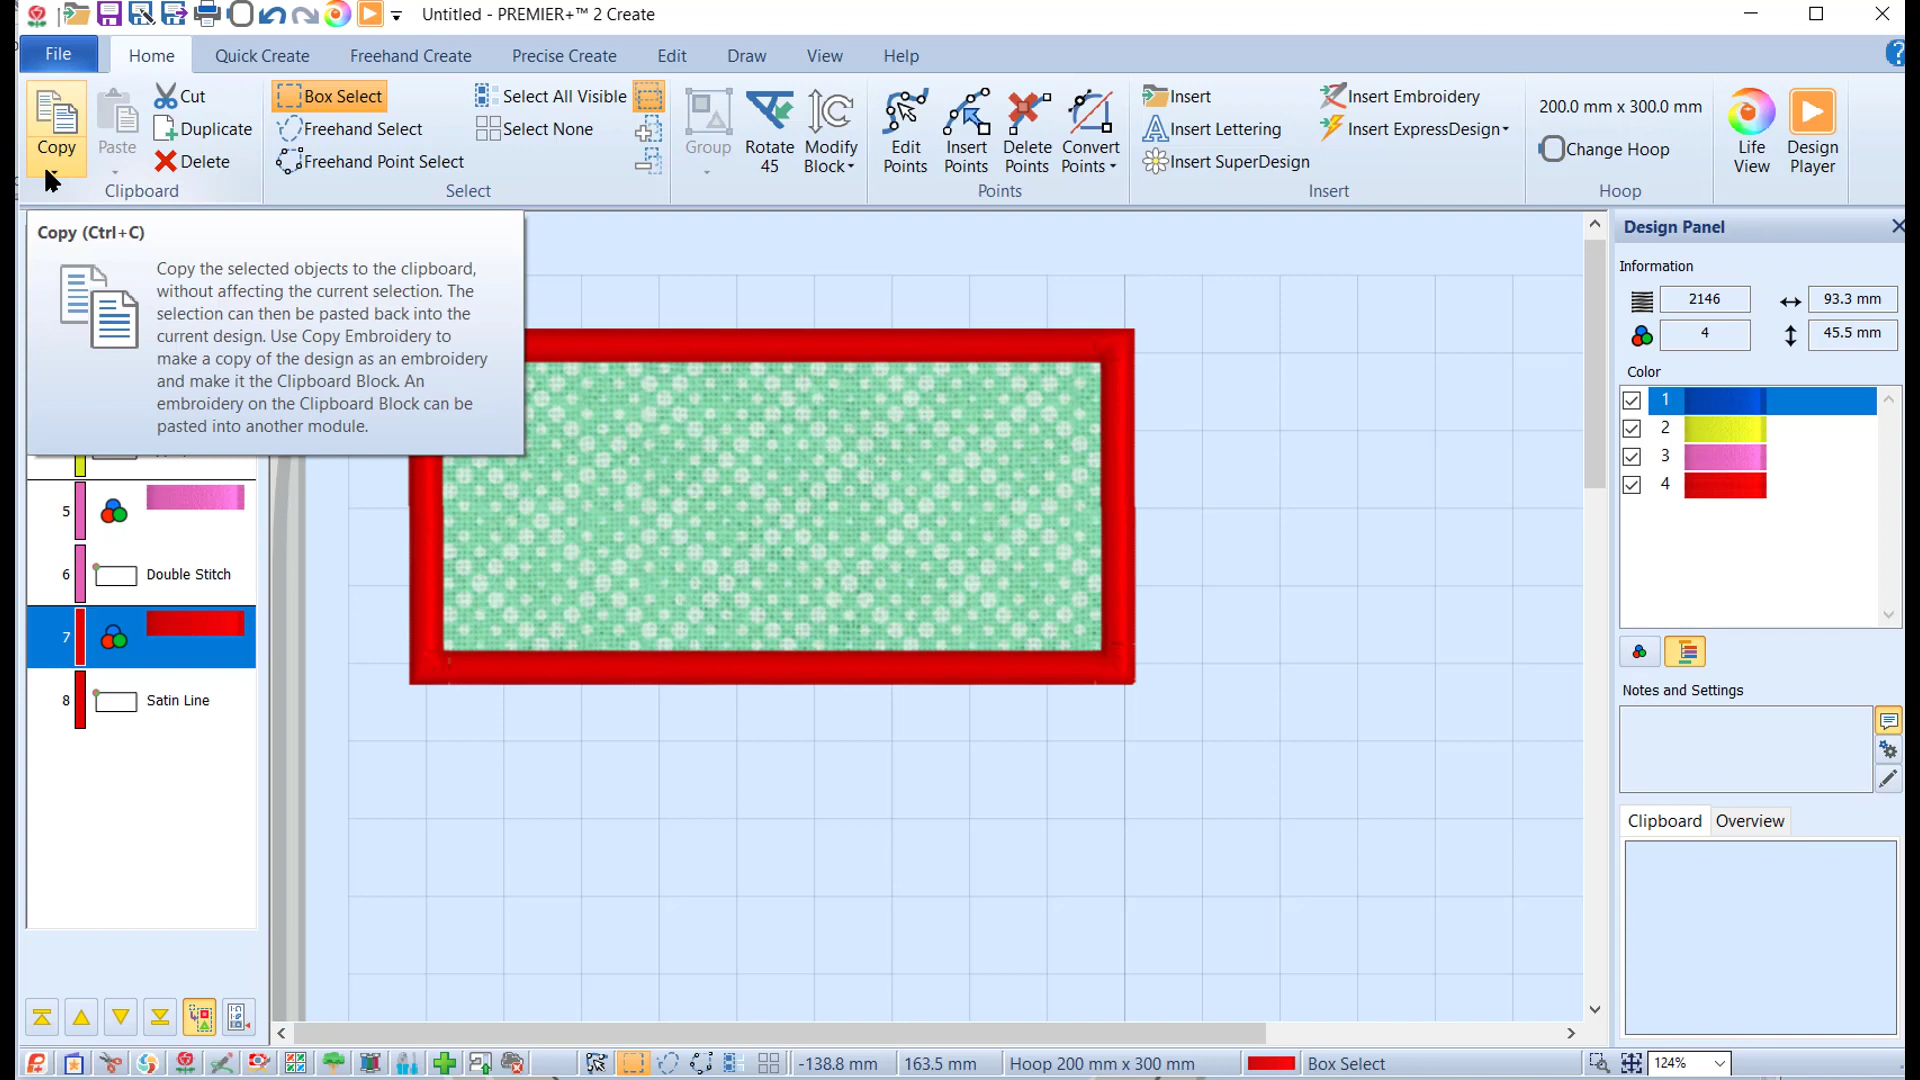 Untitled - PREMIER+™ 2 Create
File Home Quick Create Freehand Create Precise Create Edit Draw View Help
Copy
Paste
Cut
Duplicate
Delete
Clipboard
Box Select
Freehand Select
Freehand Point Select
Select All Visible
Select None
Select
Group
Rotate
45
Modify
Block
Edit
Points
Insert
Points
Delete
Points
Convert
Points
Points
Insert
Insert Lettering
Insert SuperDesign
Insert Embroidery
Insert ExpressDesign
Insert
200.0 mm x 300.0 mm
Change Hoop
Hoop
Life
View
Design
Player
Copy (Ctrl+C)
Copy the selected objects to the clipboard,
without affecting the current selection. The
selection can then be pasted back into the
current design. Use Copy Embroidery to
make a copy of the design as an embroidery
and make it the Clipboard Block. An
embroidery on the Clipboard Block can be
pasted into another module.
5
6 Double Stitch
7
8 Satin Line
Design Panel
Information
2146 93.3 mm
4 45.5 mm
Color
1
2
3
4
Notes and Settings
Clipboard Overview
-138.8 mm 163.5 mm Hoop 200 mm x 300 mm Box Select 124%